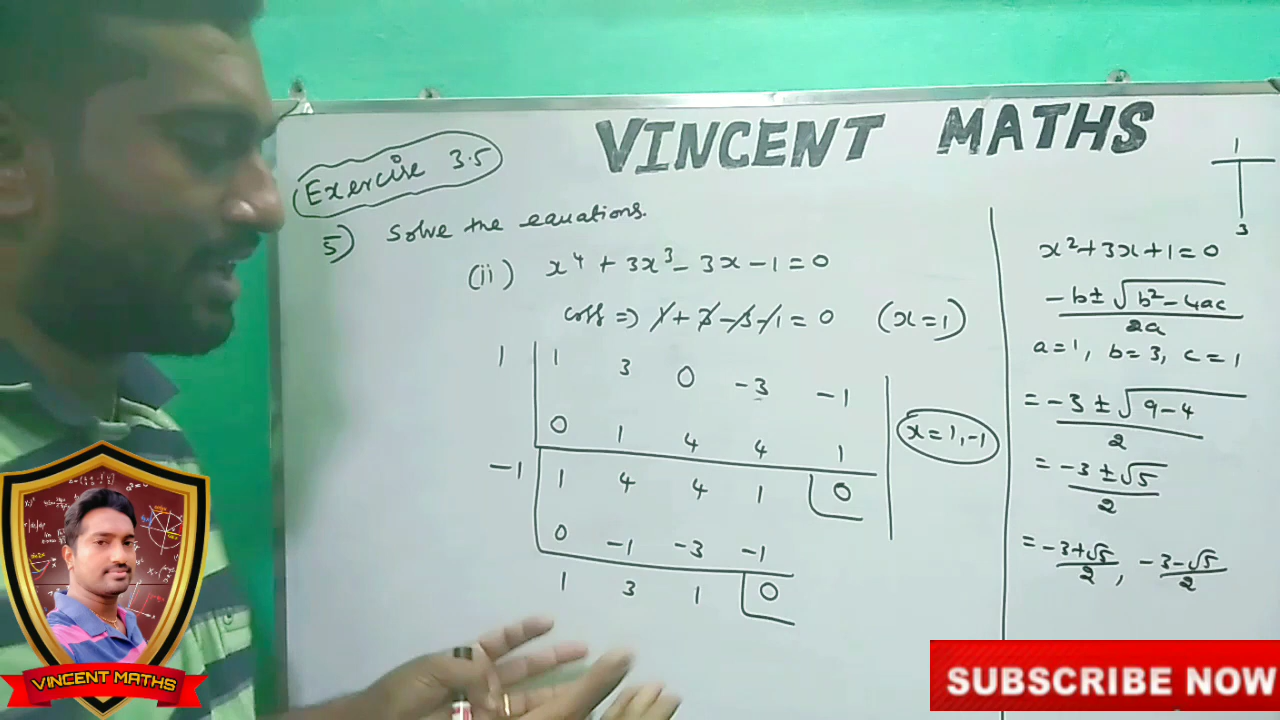 VINCENT MATHS
Exercise 3.5
5) Solve the equations.
(ii) x⁴ + 3x³ - 3x - 1 = 0
coeff => 1 + 3 - 3 - 1 = 0 (x=1)
1 | 1 3 0 -3 -1
0 1 4 4 1
-1 | 1 4 4 1 | 0
0 -1 -3 -1
1 3 1 | 0
x = 1, -1
1
3
x² + 3x + 1 = 0
-b ± √b² - 4ac / 2a
a = 1, b = 3, c = 1
= -3 ± √9 - 4 / 2
= -3 ± √5 / 2
= -3 + √5 / 2, -3 - √5 / 2
VINCENT MATHS
SUBSCRIBE NOW